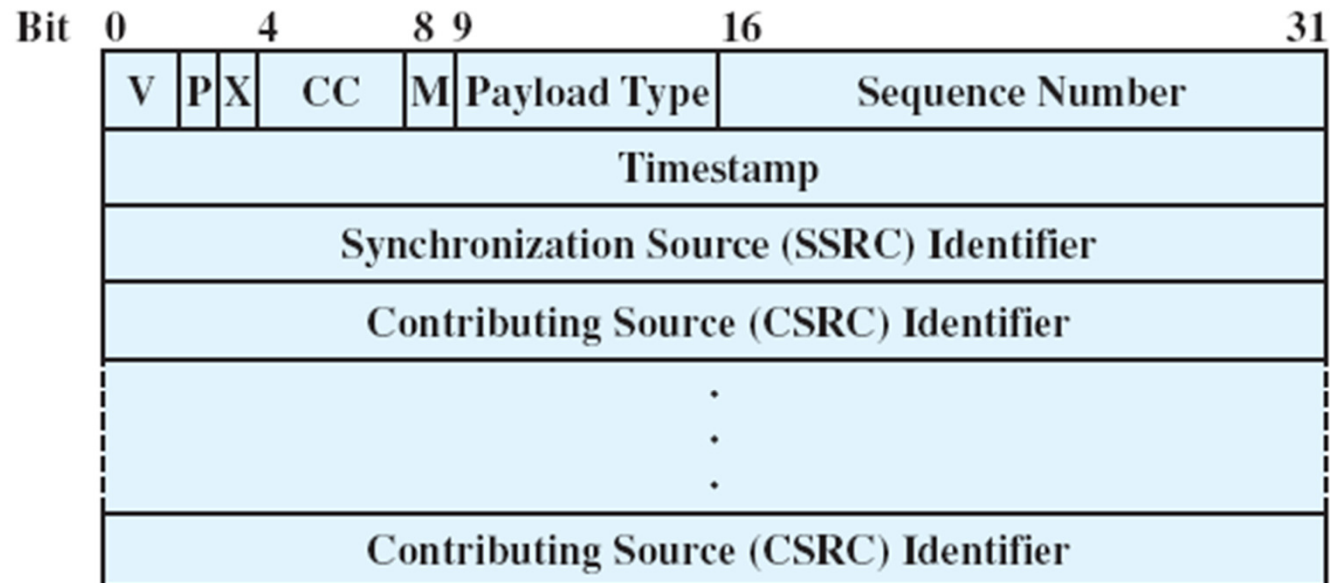 Bit 0 4 8 9 16 31
V P X CC M Payload Type Sequence Number
Timestamp
Synchronization Source (SSRC) Identifier
Contributing Source (CSRC) Identifier
Contributing Source (CSRC) Identifier